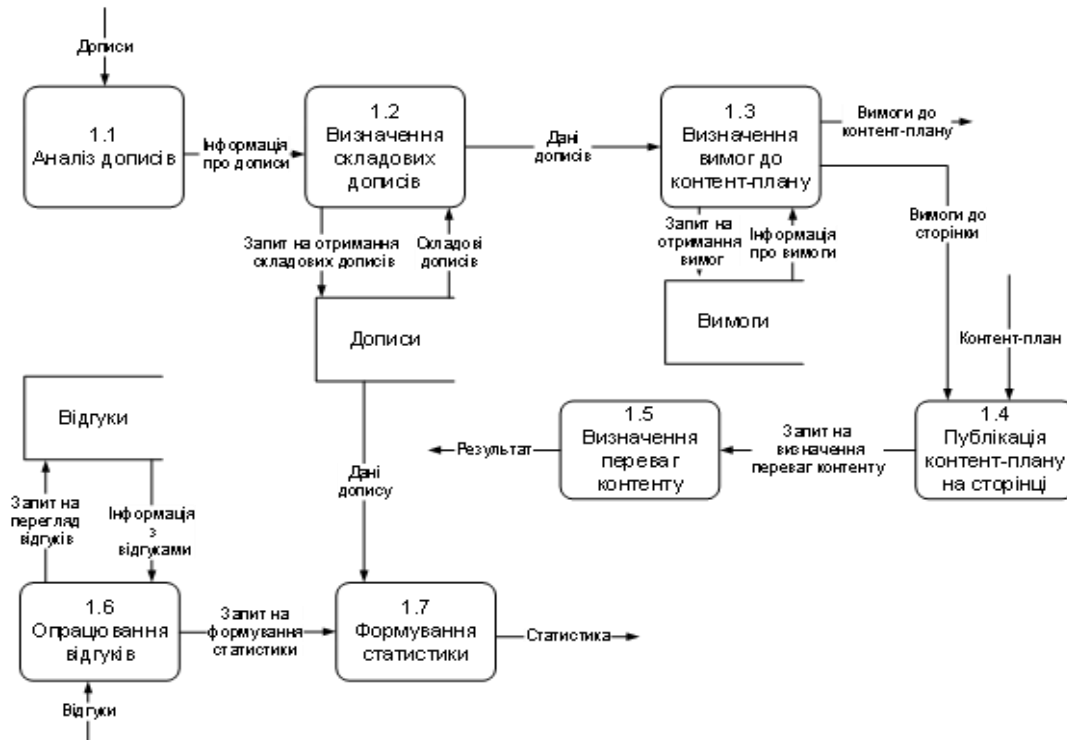 Дописи
1.1
Аналіз дописів
Інформація
про дописи
1.2
Визначення
складових
дописів
Дані
дописів
1.3
Визначення
вимог до
контент-плану
Вимоги до
контент-плану
Вимоги до
сторінки
Запит на отримання
складових дописів
Складові
дописів
Запит на
отримання
вимог
Інформація
про вимоги
Дописи
Вимоги
Контент-план
Відгуки
1.5
Визначення
переваг
контенту
Результат
Запит на
визначення
переваг контенту
1.4
Публікація
контент-плану
на сторінці
Дані
допису
Запит на
перегляд
відгуків
Інформація
з
відгуками
1.6
Опрацювання
відгуків
Запит на
формування
статистики
1.7
Формування
статистики
Статистика
Відгуки